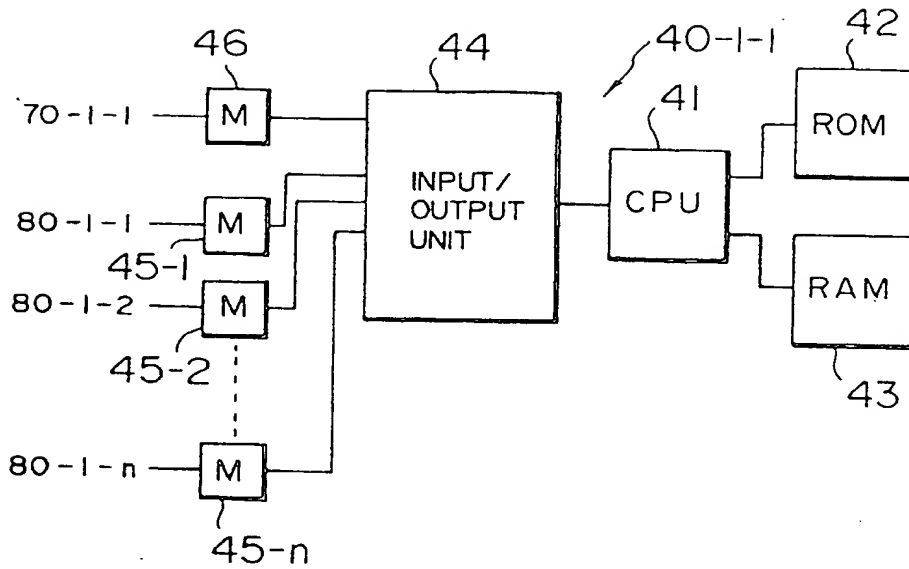 46
44
40-1-1
42
70-1-1
M
41
ROM
INPUT/
OUTPUT
UNIT
CPU
80-1-1
M
45-1
80-1-2
M
RAM
45-2
43
80-1-n
M
45-n